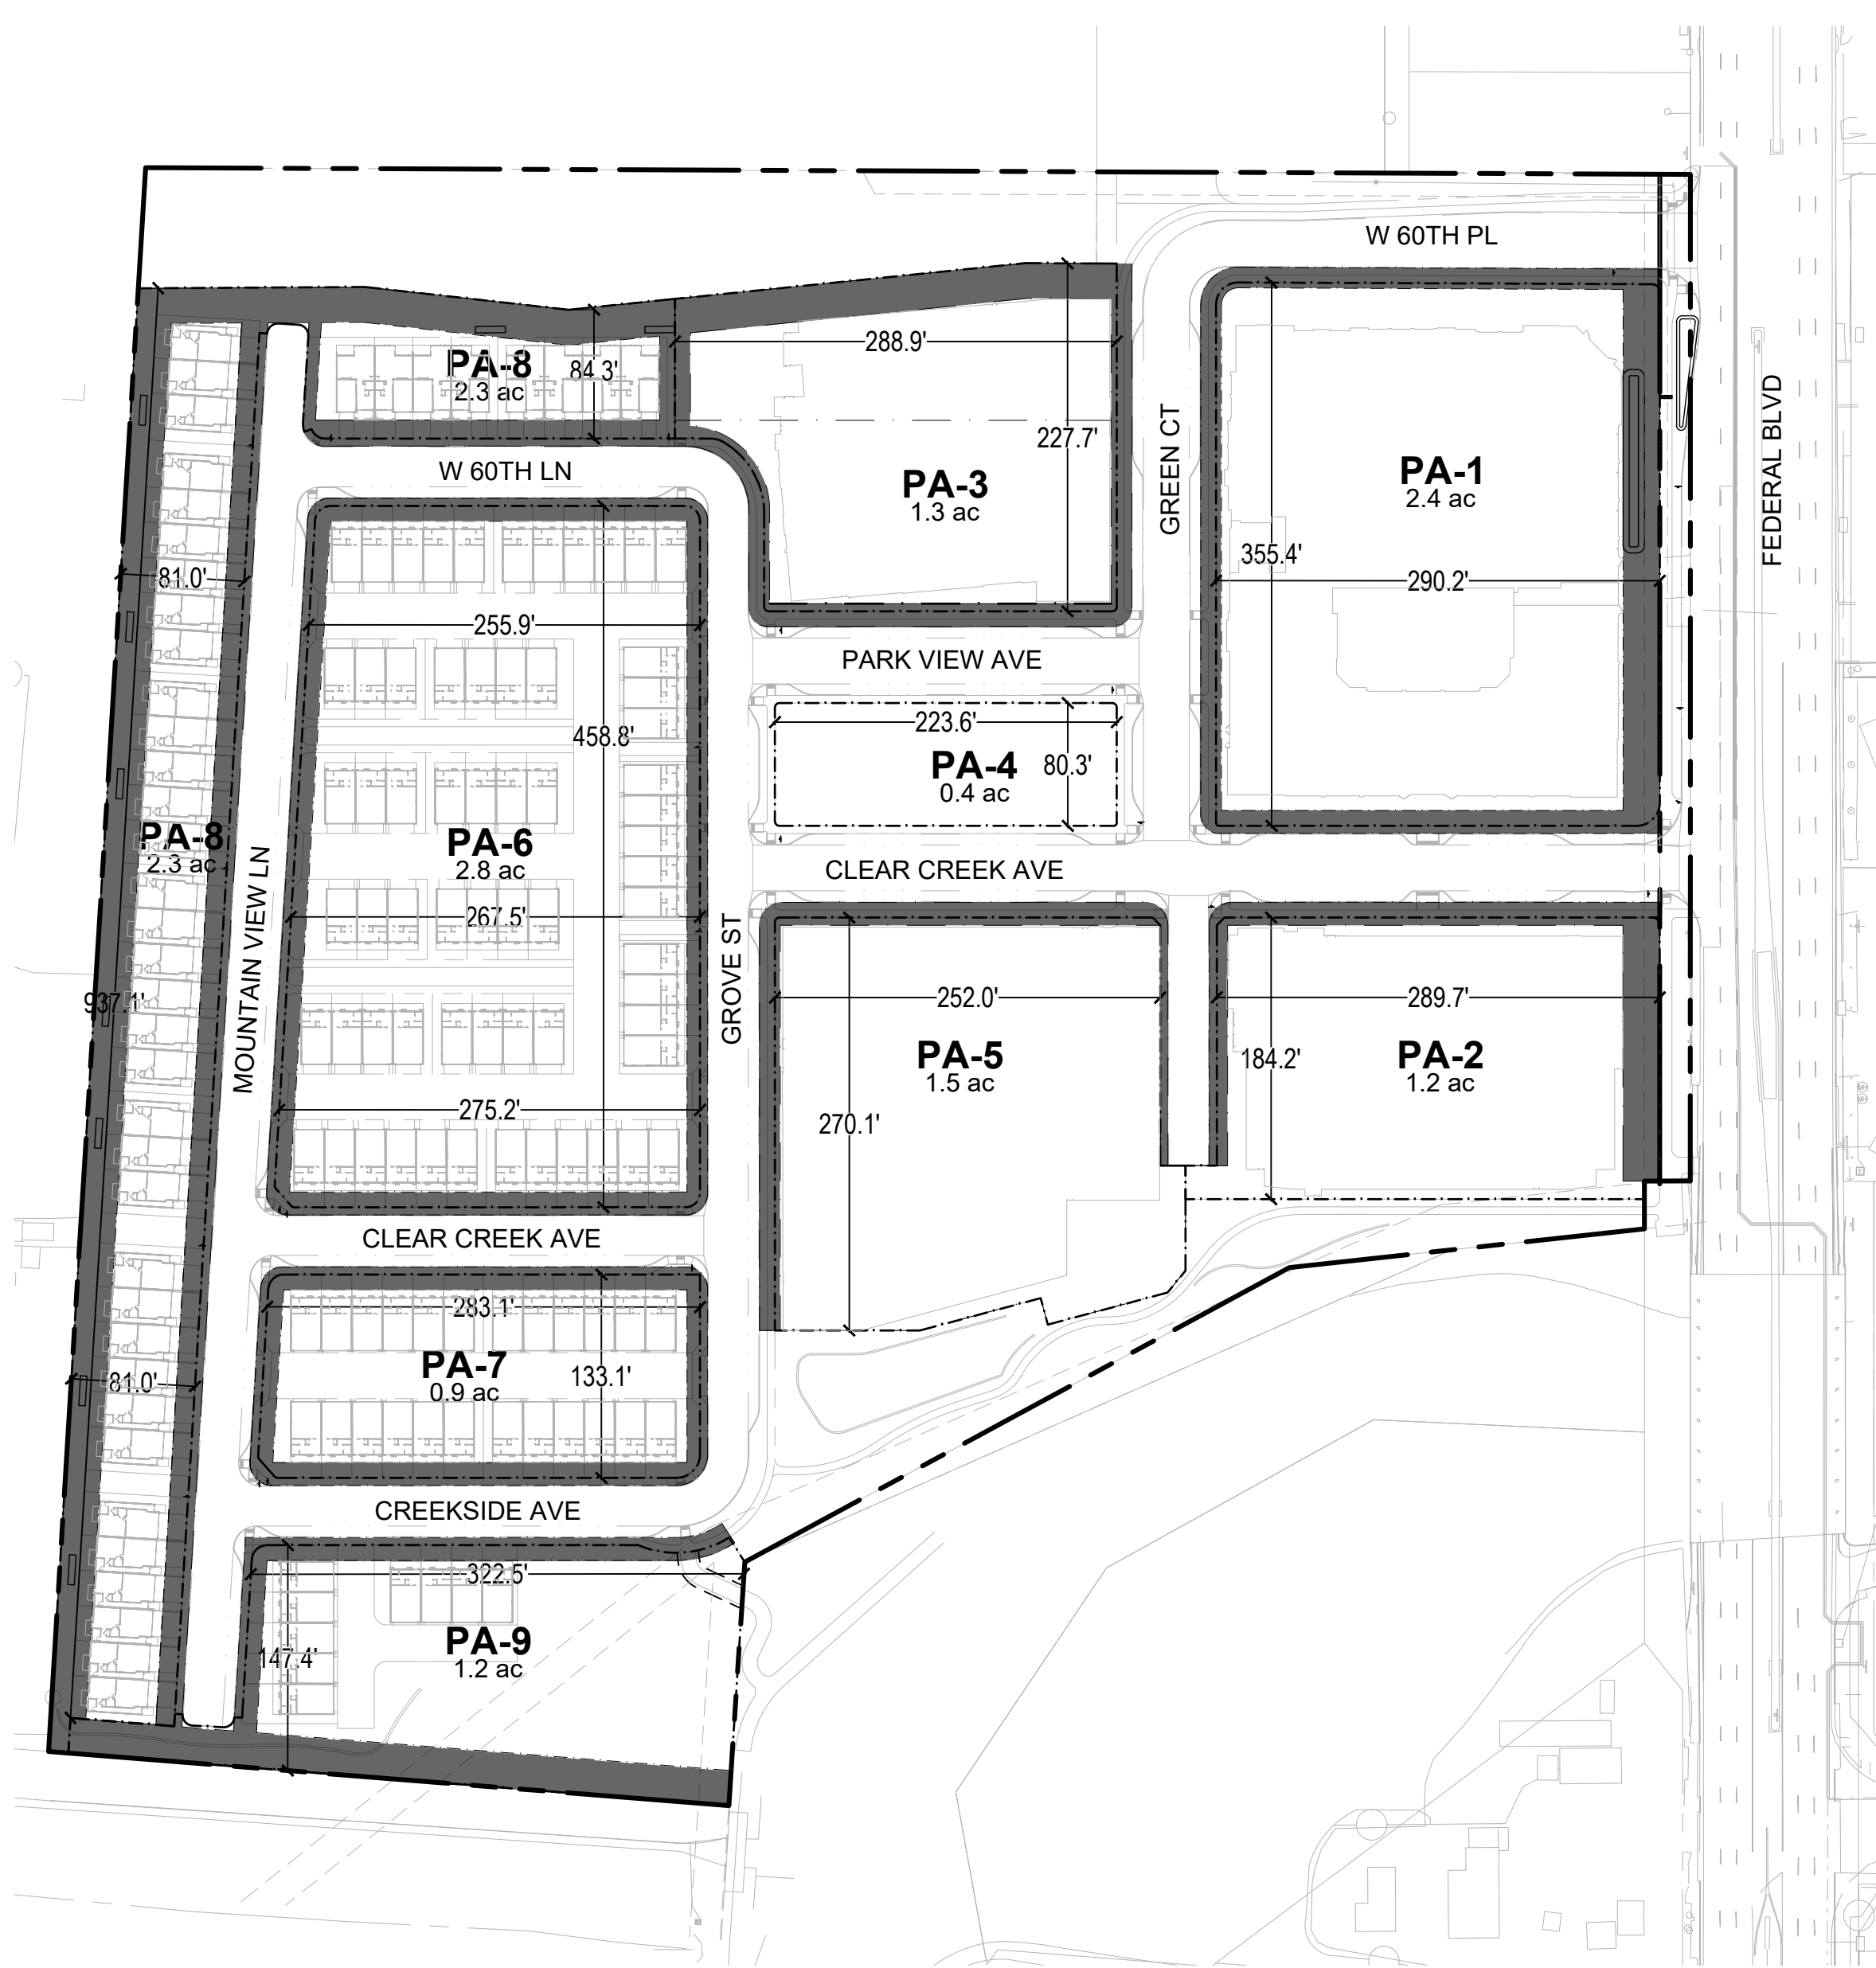 W 60TH PL
288.9'
PA-8
2.3 ac
84.3'
227.7'
GREEN CT
FEDERAL BLVD
W 60TH LN
PA-3
1.3 ac
PA-1
2.4 ac
355.4'
290.2'
81.0'
255.9'
PARK VIEW AVE
458.8'
223.6'
PA-4
0.4 ac
80.3'
PA-8
2.3 ac
PA-6
2.8 ac
CLEAR CREEK AVE
267.5'
MOUNTAIN VIEW LN
GROVE ST
937.1'
252.0'
289.7'
PA-5
1.5 ac
184.2'
PA-2
1.2 ac
275.2'
270.1'
CLEAR CREEK AVE
283.1'
PA-7
0.9 ac
133.1'
81.0'
CREEKSIDE AVE
322.5'
147.4'
PA-9
1.2 ac